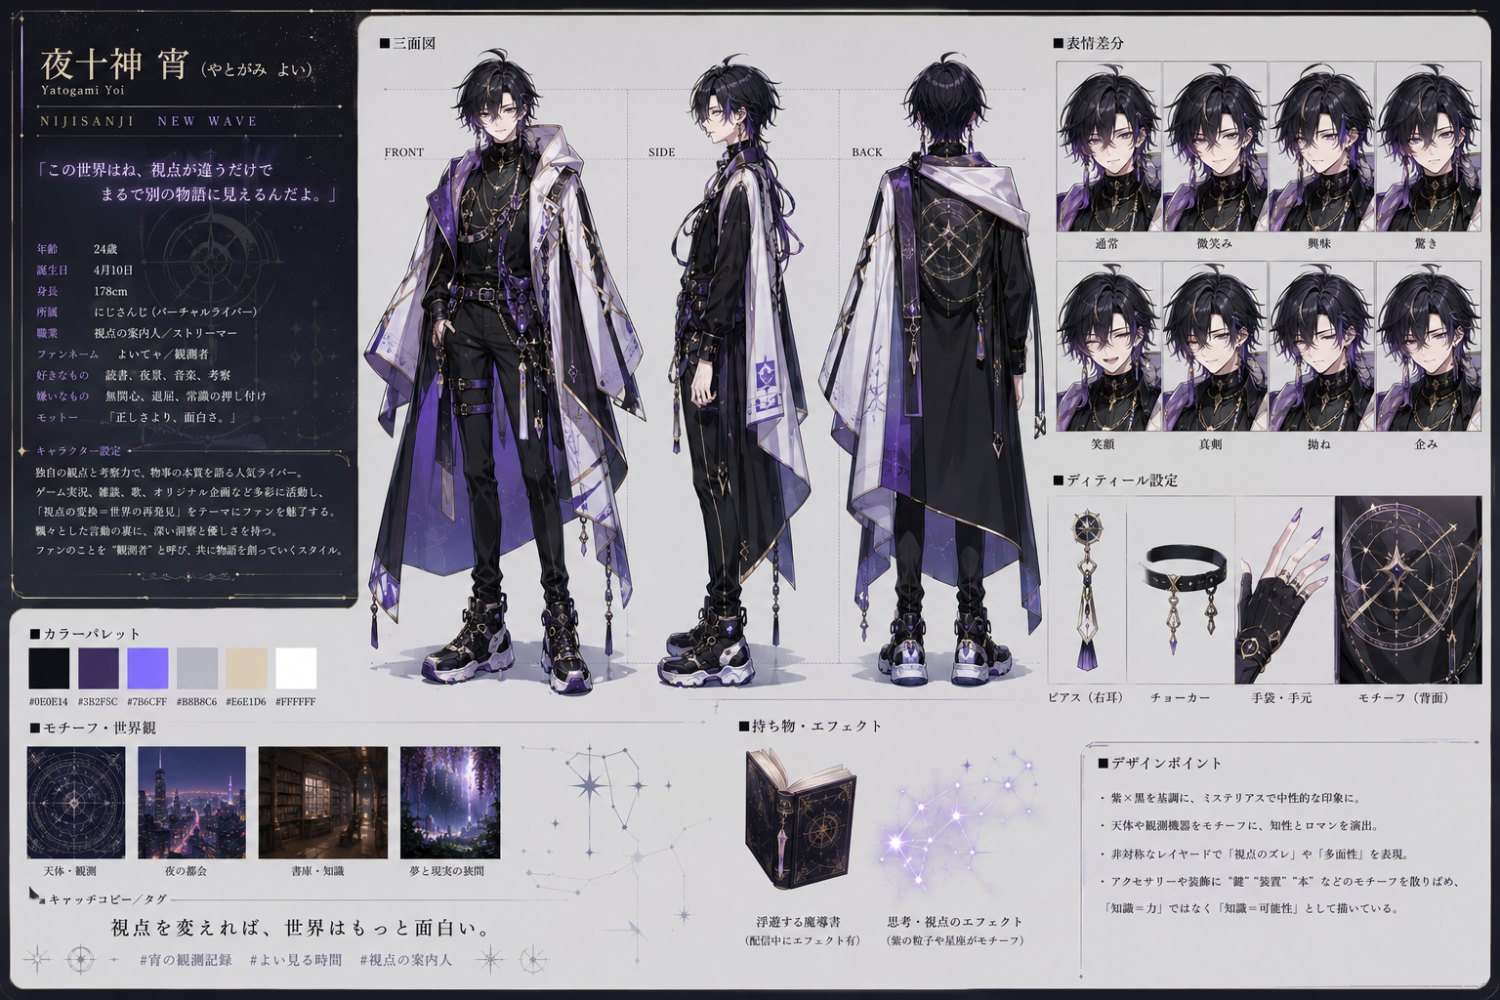 夜十神 宵（やとがみ よい）
Yatogami Yoi
NIJISANJI NEW WAVE
「この世界はね、視点が違うだけで
まるで別の物語に見えるんだよ。」
年齢 24歳
誕生日 4月10日
身長 178cm
所属 にじさんじ（バーチャルライバー）
職業 視点の案内人／ストリーマー
ファンネーム よいてゃ／観測者
好きなもの 読書、夜景、音楽、考察
嫌いなもの 無関心、退屈、常識の押し付け
モットー 「正しさより、面白さ。」
キャラクター設定
独自の観点と考察力で、物事の本質を語る人気ライバー。
ゲーム実況、雑談、歌、オリジナル企画など多彩に活動し、
「視点の変換＝世界の再発見」をテーマにファンを魅了する。
飄々とした言動の裏に、深い洞察と優しさを持つ。
ファンのことを“観測者”と呼び、共に物語を創っていくスタイル。
■三面図
FRONT
SIDE
BACK
■表情差分
通常
微笑み
興味
驚き
笑顔
真剣
拗ね
企み
■ディティール設定
ピアス（右耳）
チョーカー
手袋・手元
モチーフ（背面）
■カラーパレット
#0E0E14
#3B2F5C
#7B6CFF
#B8B8C6
#E6E1D6
#FFFFFF
■モチーフ・世界観
天体・観測
夜の都会
書庫・知識
夢と現実の狭間
■キャッチコピー／タグ
視点を変えれば、世界はもっと面白い。
#宵の観測記録 #よい見る時間 #視点の案内人
■持ち物・エフェクト
浮遊する魔導書
（配信中にエフェクト有）
思考・視点のエフェクト
（紫の粒子や星座がモチーフ）
■デザインポイント
・紫×黒を基調に、ミステリアスで中性的な印象に。
・天体や観測機器をモチーフに、知性とロマンを演出。
・非対称なレイヤードで「視点のズレ」や「多面性」を表現。
・アクセサリーや装飾に“鍵”“装置”“本”などのモチーフを散りばめ、
「知識＝力」ではなく「知識＝可能性」として描いている。